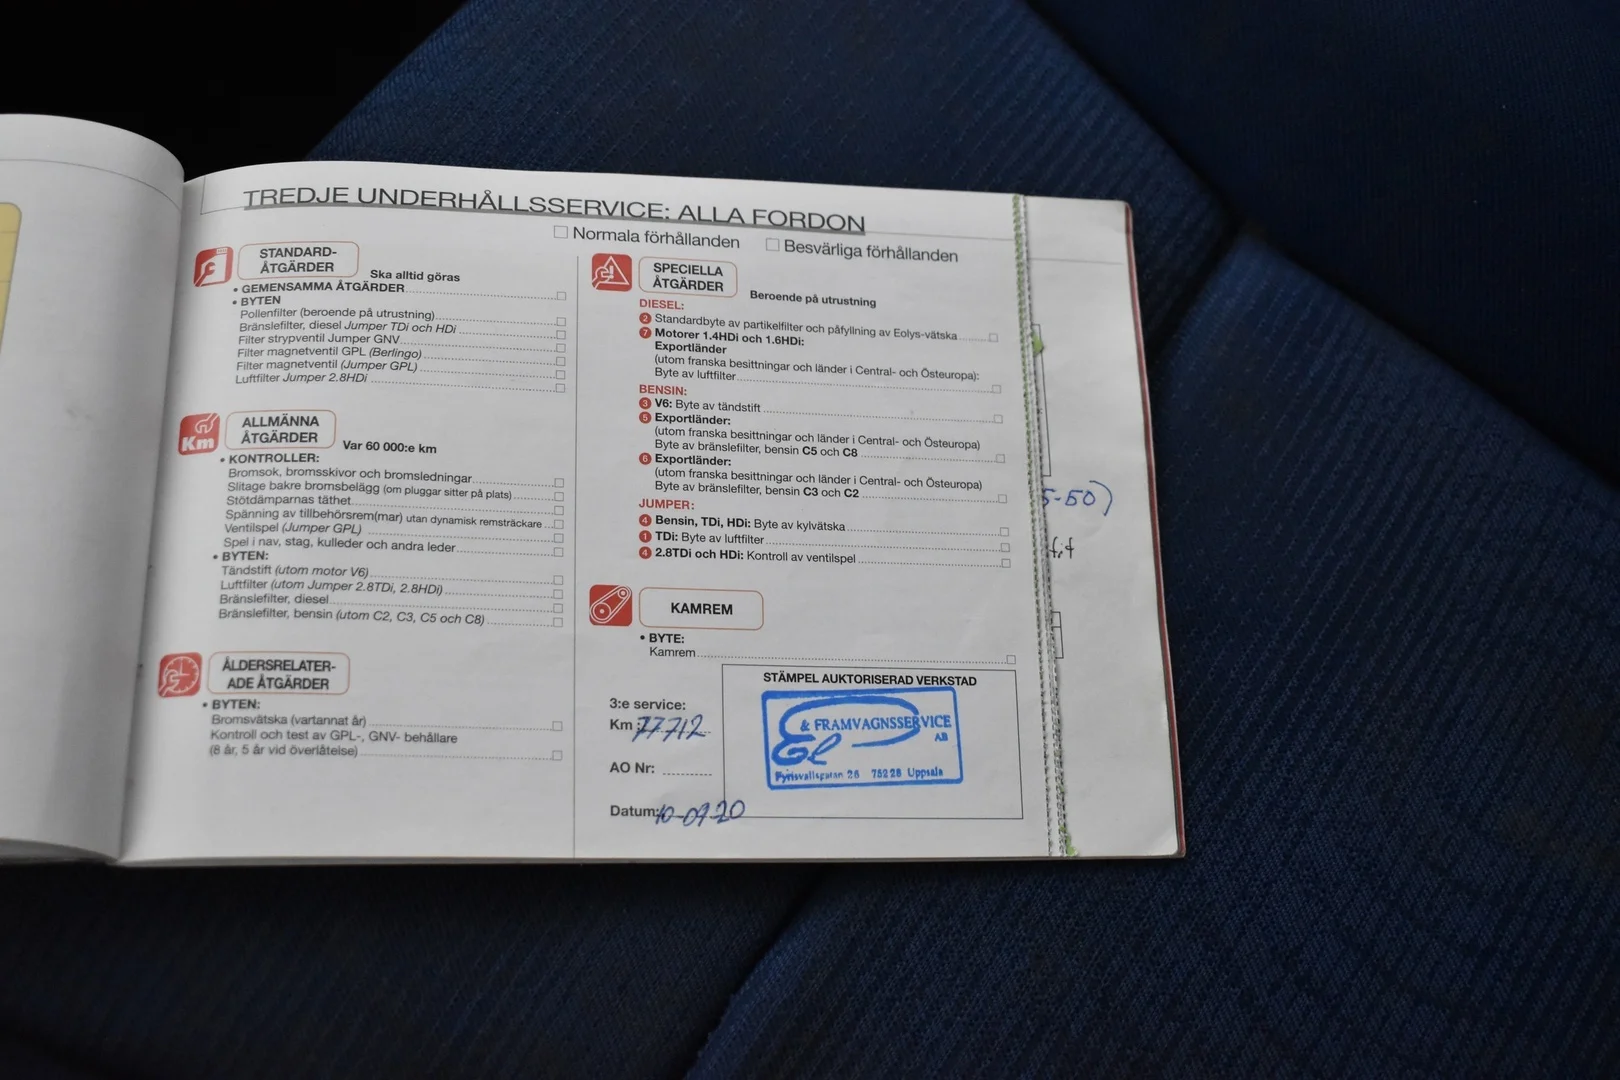 TREDJE UNDERHÅLLSSERVICE: ALLA FORDON
Normala förhållanden
Besvärliga förhållanden
STANDARD-
ÅTGÄRDER
Ska alltid göras
• GEMENSAMMA ÅTGÄRDER
• BYTEN
Pollenfilter (beroende på utrustning)
Bränslefilter, diesel Jumper TDi och HDi
Filter strypventil Jumper GNV
Filter magnetventil GPL (Berlingo)
Filter magnetventil (Jumper GPL)
Luftfilter Jumper 2.8HDi
Km
ALLMÄNNA
ÅTGÄRDER
Var 60 000:e km
• KONTROLLER:
Bromsok, bromsskivor och bromsledningar
Slitage bakre bromsbelägg (om pluggar sitter på plats)
Stötdämparnas täthet
Spänning av tillbehörsrem(mar) utan dynamisk remsträckare
Ventilspel (Jumper GPL)
Spel i nav, stag, kulleder och andra leder
• BYTEN:
Tändstift (utom motor V6)
Luftfilter (utom Jumper 2.8TDi, 2.8HDi)
Bränslefilter, diesel
Bränslefilter, bensin (utom C2, C3, C5 och C8)
ÅLDERSRELATER-
ADE ÅTGÄRDER
• BYTEN:
Bromsvätska (vartannat år)
Kontroll och test av GPL-, GNV- behållare
(8 år, 5 år vid överlåtelse)
SPECIELLA
ÅTGÄRDER
Beroende på utrustning
DIESEL:
2 Standardbyte av partikelfilter och påfyllning av Eolys-vätska
7 Motorer 1.4HDi och 1.6HDi:
Exportländer
(utom franska besittningar och länder i Central- och Östeuropa):
Byte av luftfilter
BENSIN:
3 V6: Byte av tändstift
5 Exportländer:
(utom franska besittningar och länder i Central- och Östeuropa)
Byte av bränslefilter, bensin C5 och C8
6 Exportländer:
(utom franska besittningar och länder i Central- och Östeuropa)
Byte av bränslefilter, bensin C3 och C2
JUMPER:
4 Bensin, TDi, HDi: Byte av kylvätska
1 TDi: Byte av luftfilter
4 2.8TDi och HDi: Kontroll av ventilspel
KAMREM
• BYTE:
Kamrem
3:e service:
Km: 77712
AO Nr:
Datum: 10-09-20
STÄMPEL AUKTORISERAD VERKSTAD
El & FRAMVAGNSSERVICE
AB
Fyrisvallsgatan 26 752 28 Uppsala
5-50)